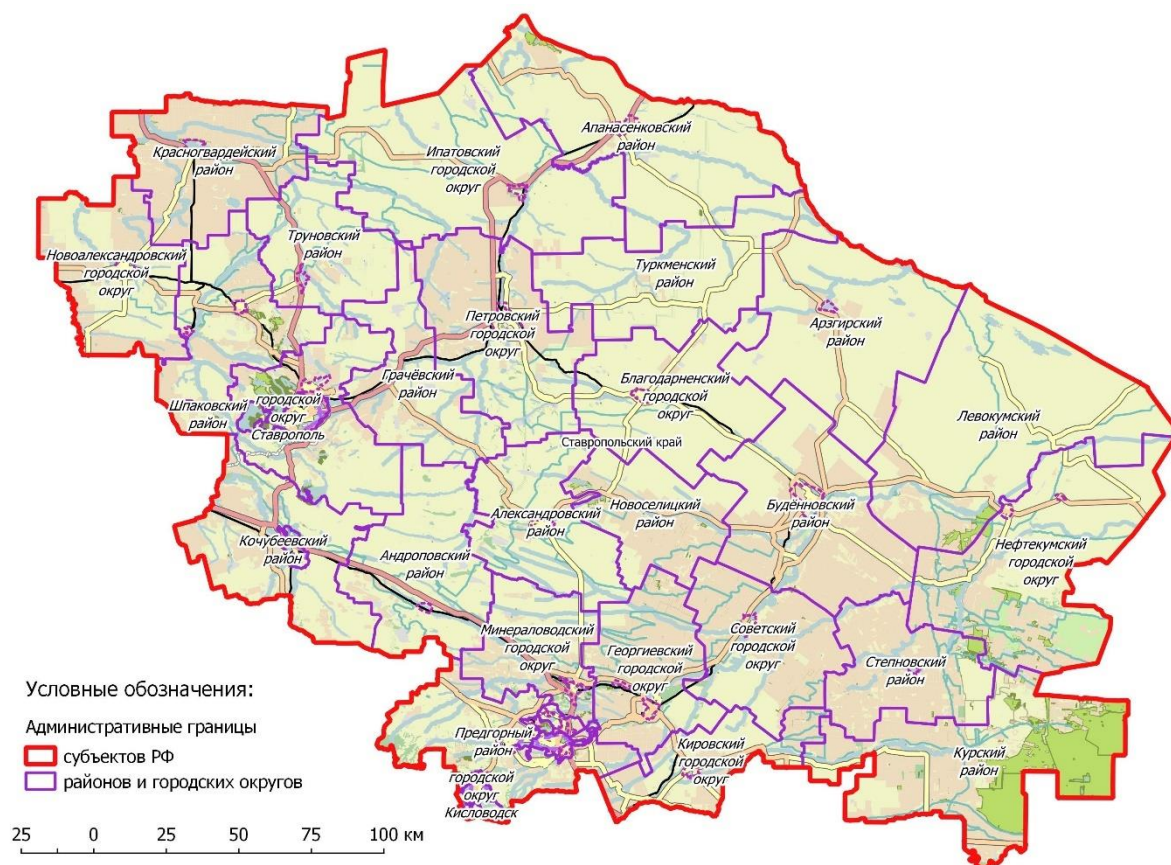 Апанасенковский
район
Красногвардейский
район
Ипатовский
городской
округ
Труновский
район
Новоалександровский
городской
округ
Туркменский
район
Петровский
городской
округ
Арзгирский
район
Грачёвский
район
Благодарненский
городской
округ
Шпаковский
район
городской
округ
Ставрополь
Левокумский
район
Ставропольский край
Александровский
район
Новоселицкий
район
Будённовский
район
Кочубеевский
район
Андроповский
район
Нефтекумский
городской
округ
Минераловодский
городской
округ
Георгиевский
городской
округ
Советский
городской
округ
Степновский
район
Предгорный
район
Кировский
городской
округ
Курский
район
городской
округ
Кисловодск
Условные обозначения:
Административные границы
субъектов РФ
районов и городских округов
25 0 25 50 75 100 км